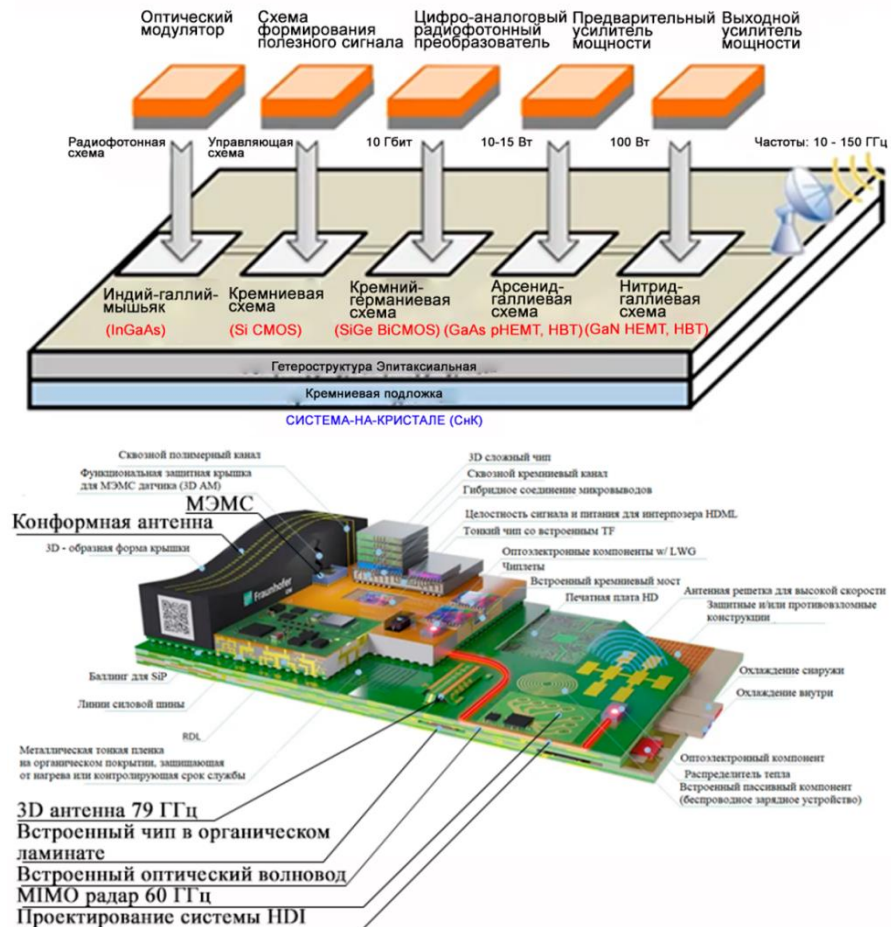 Оптический
модулятор
Схема
формирования
полезного сигнала
Цифро-аналоговый
радиофотонный
преобразователь
Предварительный
усилитель
мощности
Выходной
усилитель
мощности
Радиофотонная
схема
Управляющая
схема
10 Гбит
10-15 Вт
100 Вт
Частоты: 10 - 150 ГГц
Индий-галлий-
мышьяк
(InGaAs)
Кремниевая
схема
(Si CMOS)
Кремний-
германиевая
схема
(SiGe BiCMOS)
Арсенид-
галлиевая
схема
(GaAs pHEMT, HBT)
Нитрид-
галлиевая
схема
(GaN HEMT, HBT)
Гетероструктура Эпитаксиальная
Кремниевая подложка
СИСТЕМА-НА-КРИСТАЛЕ (СнК)
Сквозной полимерный канал
Функциональная защитная крышка
для МЭМС датчика (3D AM)
МЭМС
Конформная антенна
3D - образная форма крышки
3D сложный чип
Сквозной кремниевый канал
Гибридное соединение микровыводов
Целостность сигнала и питания для интерпозера HDML
Тонкий чип со встроенным TF
Оптоэлектронные компоненты w/ LWG
Чиплеты
Встроенный кремниевый мост
Печатная плата HD
Антенная решетка для высокой скорости
Защитные и/или противовзломные
конструкции
Fraunhofer
IZM
Охлаждение снаружи
Охлаждение внутри
Баллинг для SiP
Линии силовой шины
RDL
Металлическая тонкая пленка
на органическом покрытии, защищающая
от нагрева или контролирующая срок службы
Оптоэлектронный компонент
Распределитель тепла
Встроенный пассивный компонент
(беспроводное зарядное устройство)
3D антенна 79 ГГц
Встроенный чип в органическом
ламинате
Встроенный оптический волновод
MIMO радар 60 ГГц
Проектирование системы HDI